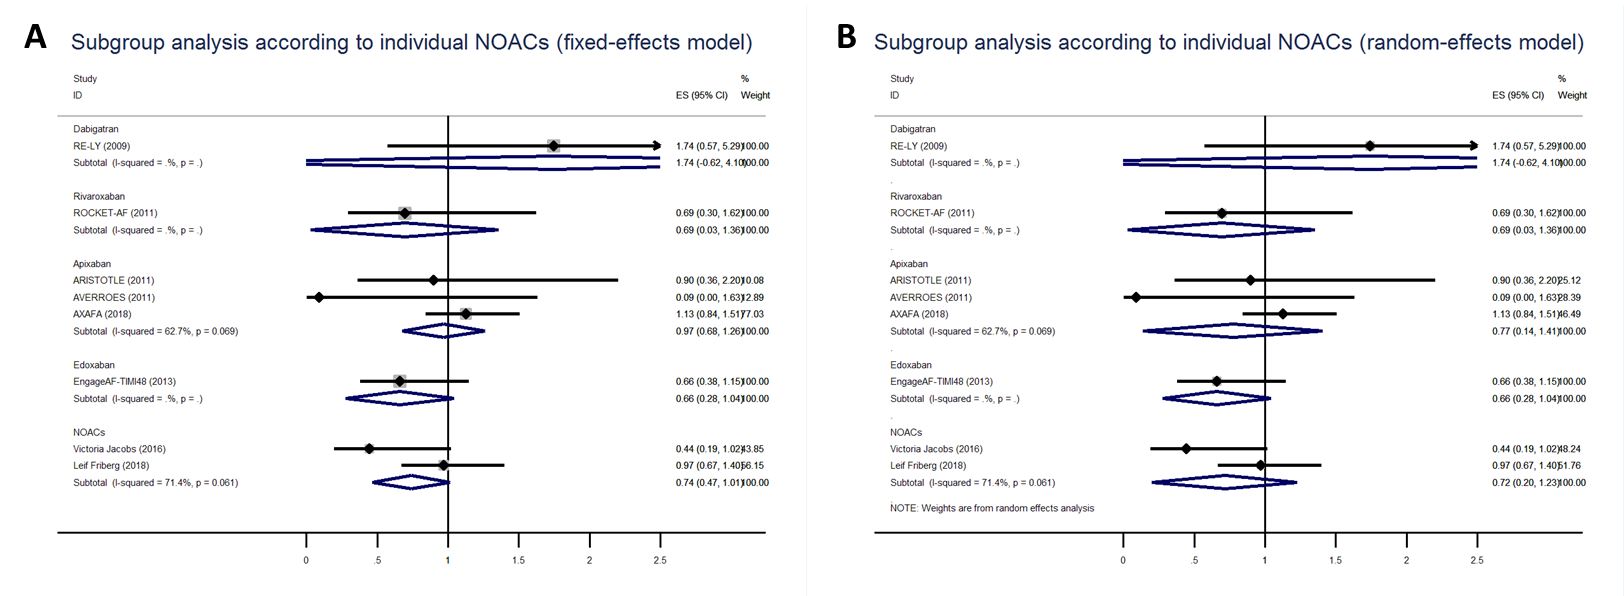 A Subgroup analysis according to individual NOACs (fixed-effects model)
Study %
ID ES (95% CI) Weight
Dabigatran
RE-LY (2009) 1.74 (0.57, 5.29) 100.00
Subtotal (I-squared = .%, p = .) 1.74 (-0.62, 4.10) 100.00
Rivaroxaban
ROCKET-AF (2011) 0.69 (0.30, 1.62) 100.00
Subtotal (I-squared = .%, p = .) 0.69 (0.03, 1.36) 100.00
Apixaban
ARISTOTLE (2011) 0.90 (0.36, 2.20) 10.08
AVERROES (2011) 0.09 (0.00, 1.63) 12.89
AXAFA (2018) 1.13 (0.84, 1.51) 77.03
Subtotal (I-squared = 62.7%, p = 0.069) 0.97 (0.68, 1.26) 100.00
Edoxaban
EngageAF-TIMI48 (2013) 0.66 (0.38, 1.15) 100.00
Subtotal (I-squared = .%, p = .) 0.66 (0.28, 1.04) 100.00
NOACs
Victoria Jacobs (2016) 0.44 (0.19, 1.02) 43.85
Leif Friberg (2018) 0.97 (0.67, 1.40) 56.15
Subtotal (I-squared = 71.4%, p = 0.061) 0.74 (0.47, 1.01) 100.00
0 .5 1 1.5 2 2.5
B Subgroup analysis according to individual NOACs (random-effects model)
Study %
ID ES (95% CI) Weight
Dabigatran
RE-LY (2009) 1.74 (0.57, 5.29) 100.00
Subtotal (I-squared = .%, p = .) 1.74 (-0.62, 4.10) 100.00
.
Rivaroxaban
ROCKET-AF (2011) 0.69 (0.30, 1.62) 100.00
Subtotal (I-squared = .%, p = .) 0.69 (0.03, 1.36) 100.00
.
Apixaban
ARISTOTLE (2011) 0.90 (0.36, 2.20) 25.12
AVERROES (2011) 0.09 (0.00, 1.63) 28.39
AXAFA (2018) 1.13 (0.84, 1.51) 46.49
Subtotal (I-squared = 62.7%, p = 0.069) 0.77 (0.14, 1.41) 100.00
.
Edoxaban
EngageAF-TIMI48 (2013) 0.66 (0.38, 1.15) 100.00
Subtotal (I-squared = .%, p = .) 0.66 (0.28, 1.04) 100.00
.
NOACs
Victoria Jacobs (2016) 0.44 (0.19, 1.02) 48.24
Leif Friberg (2018) 0.97 (0.67, 1.40) 51.76
Subtotal (I-squared = 71.4%, p = 0.061) 0.72 (0.20, 1.23) 100.00
.
NOTE: Weights are from random effects analysis
0 .5 1 1.5 2 2.5